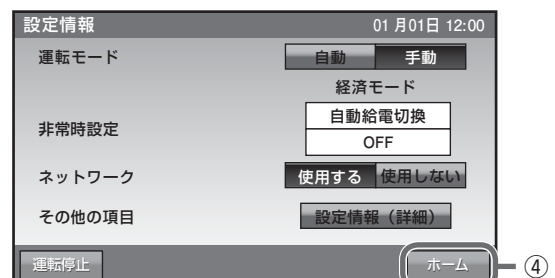 設定情報 01月01日 12:00
運転モード 自動 手動
経済モード
非常時設定 自動給電切換
OFF
ネットワーク 使用する 使用しない
その他の項目 設定情報（詳細）
運転停止 ホーム ④